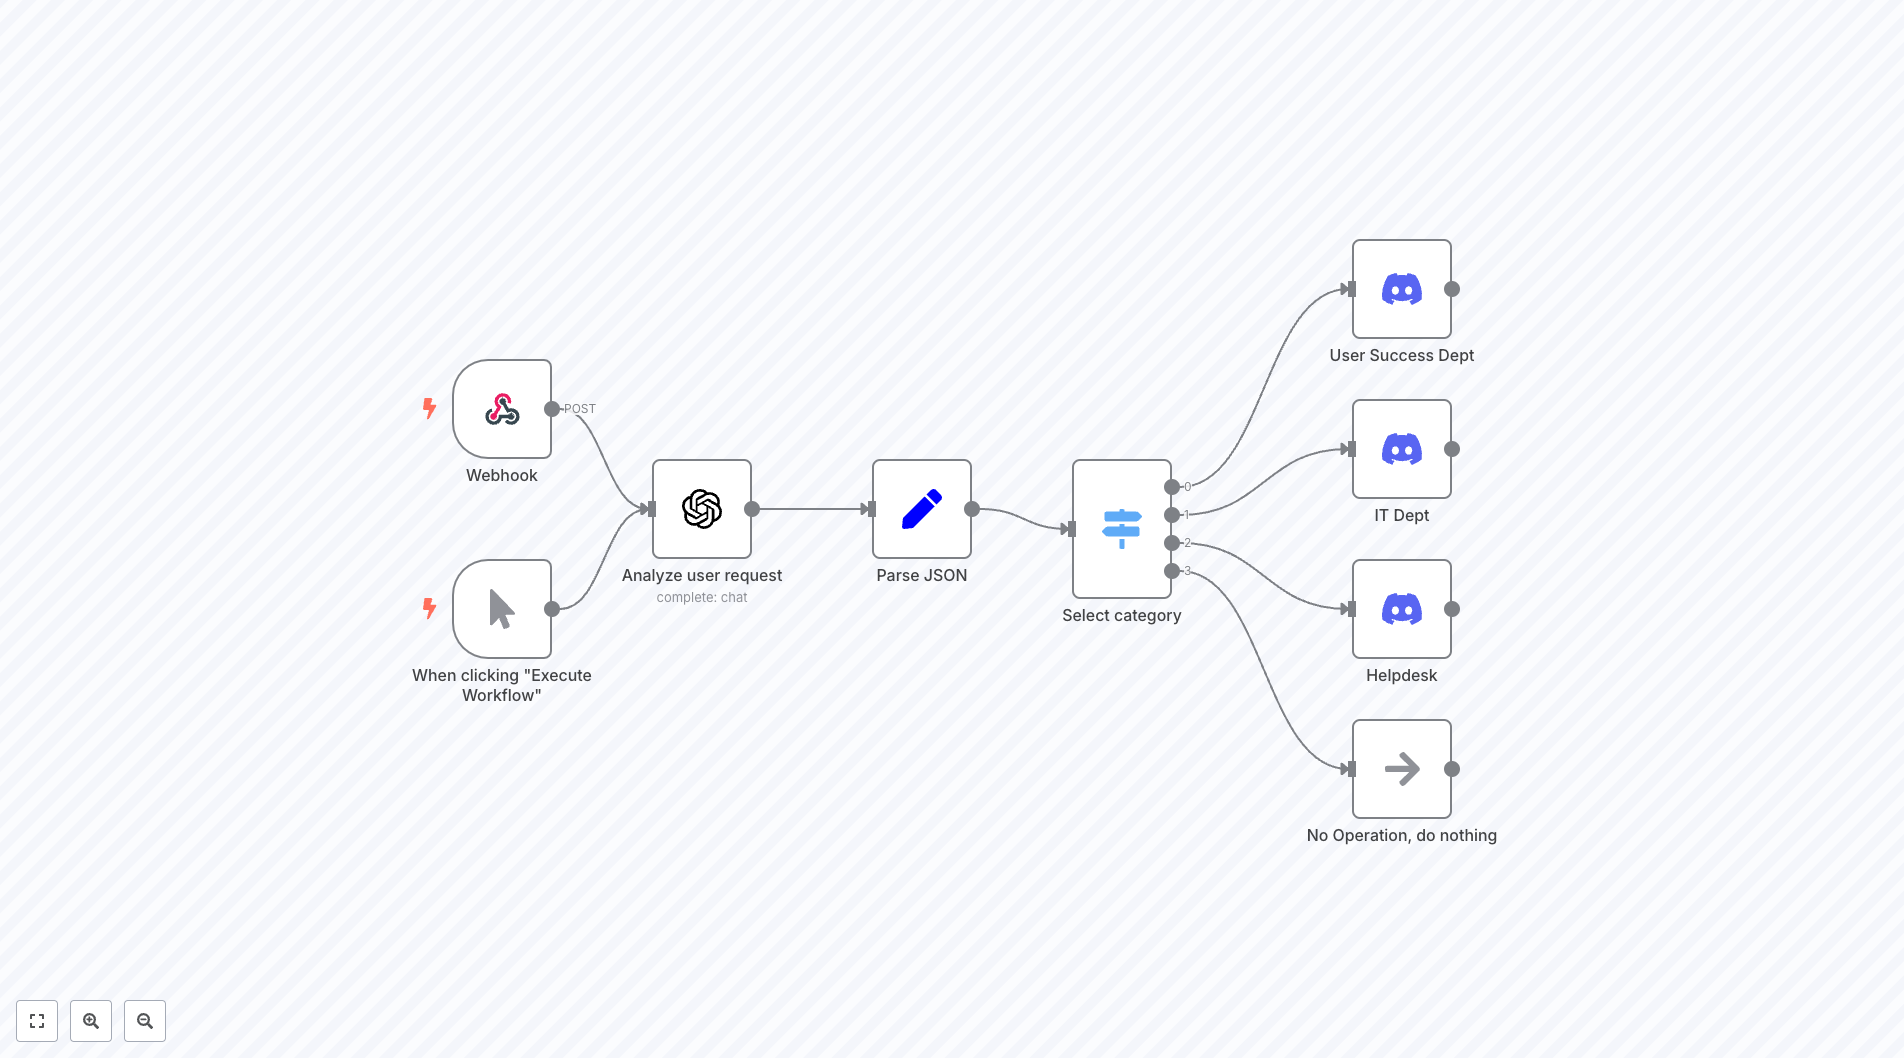 POST
Webhook
When clicking "Execute
Workflow"
Analyze user request
complete: chat
Parse JSON
0
1
2
3
Select category
User Success Dept
IT Dept
Helpdesk
No Operation, do nothing